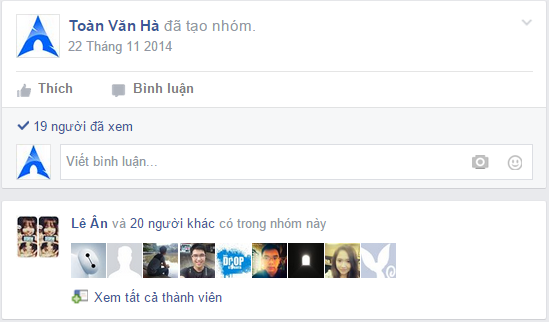 Toàn Văn Hà đã tạo nhóm.
22 Tháng 11 2014
Thích Bình luận
19 người đã xem
Viết bình luận...
Lê Ân và 20 người khác có trong nhóm này
DROP
Xem tất cả thành viên